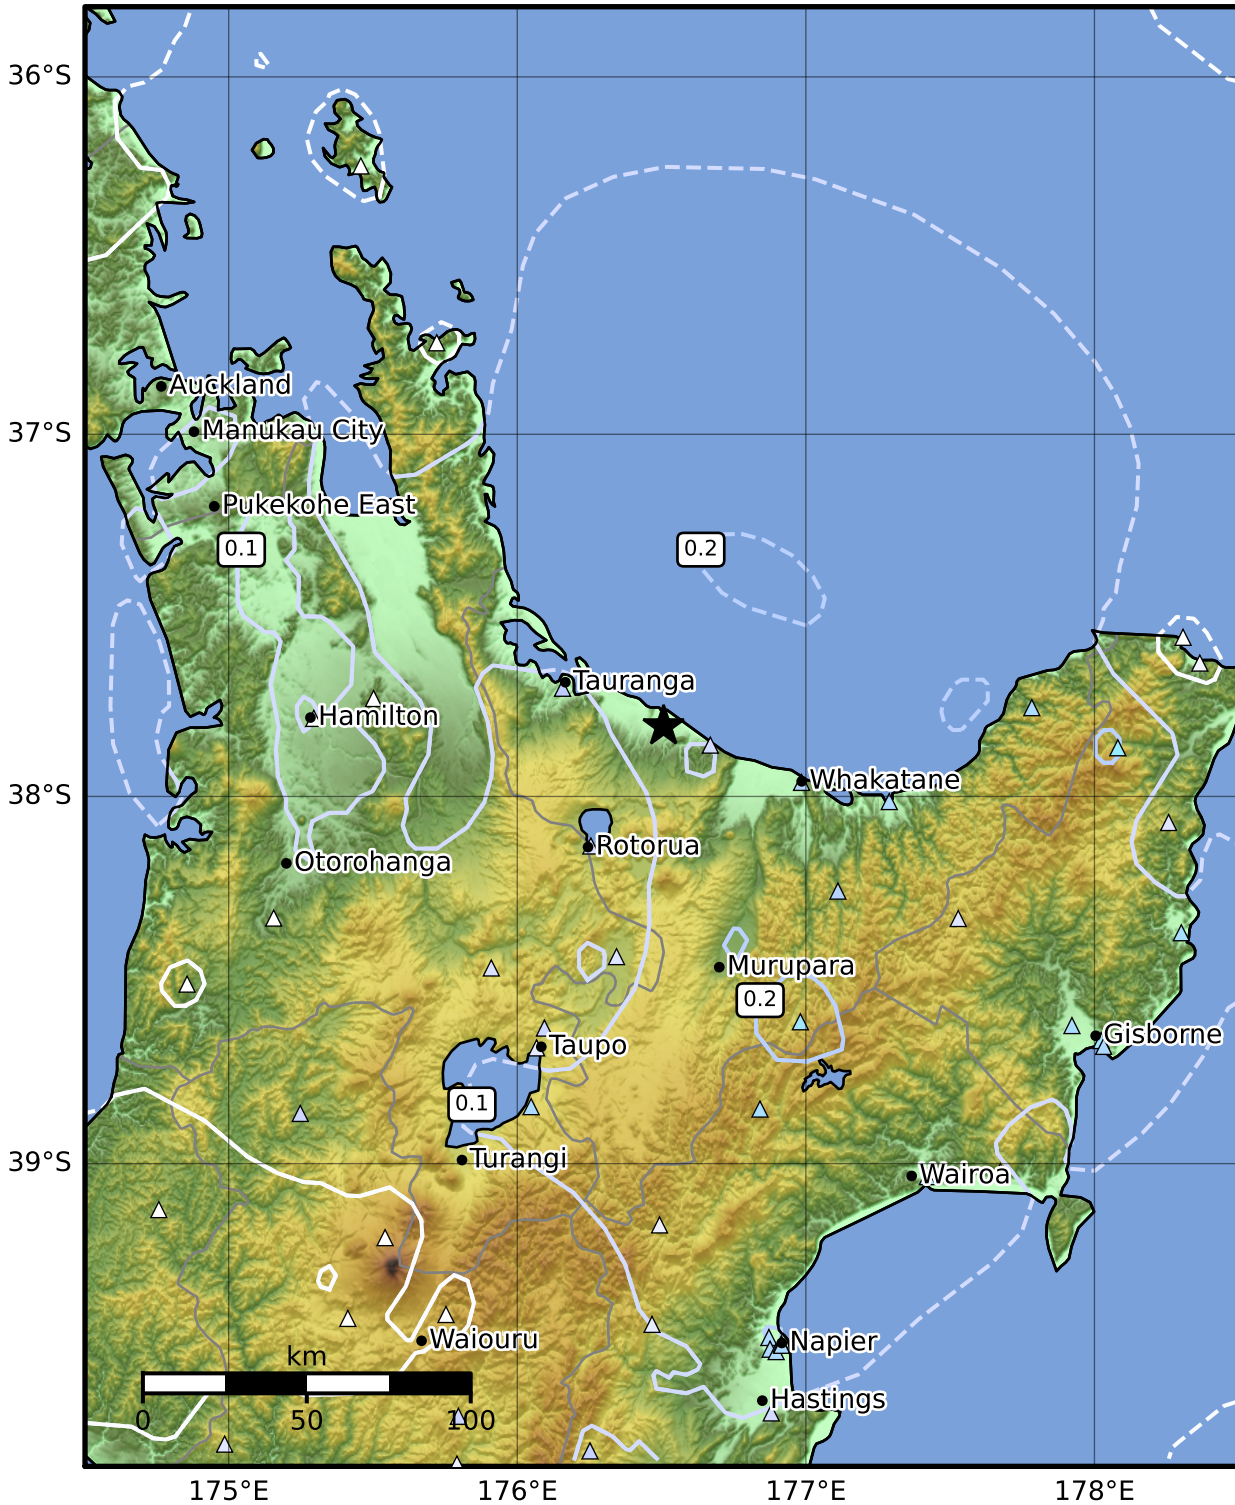 36°S
Auckland
37°S
Manukau City
Pukekohe East
0.1
0.2
Tauranga
Hamilton
Whakatane
38°S
Rotorua
Otorohanga
Murupara
0.2
Gisborne
Taupo
0.1
39°S
Turangi
Wairoa
Waiouru
Napier
km
Hastings
0 50 100
175°E 176°E 177°E 178°E